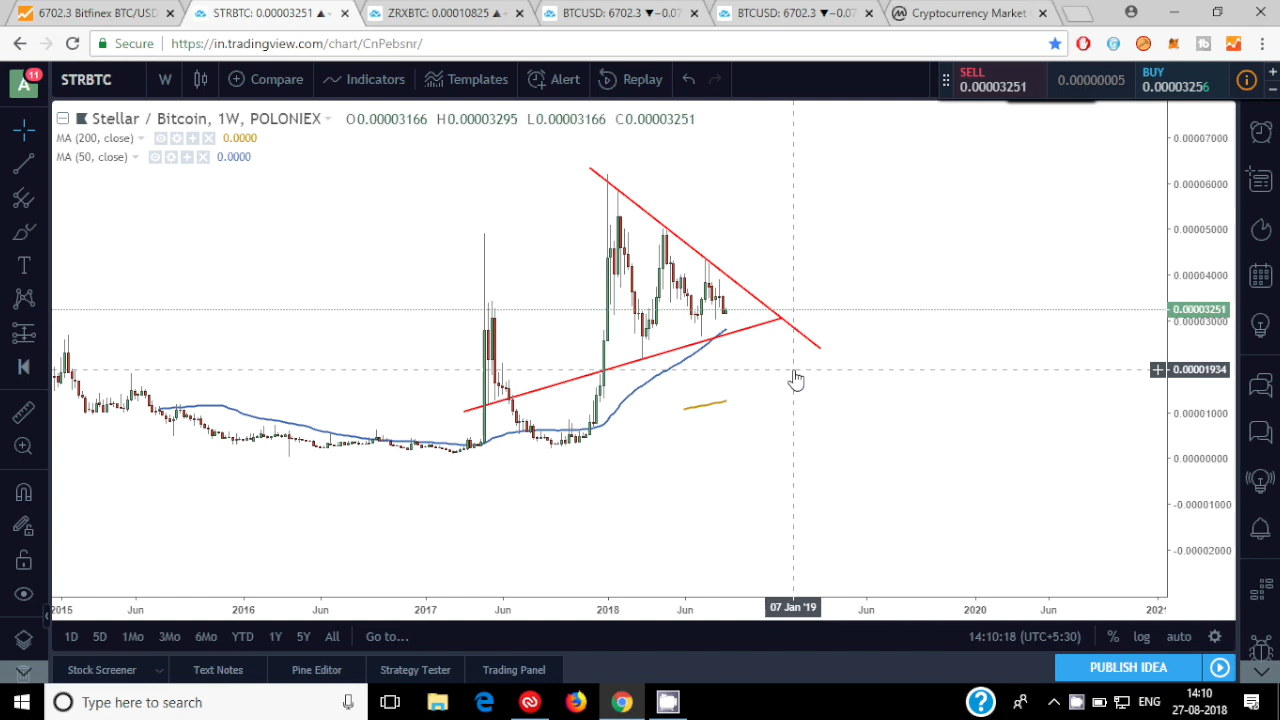 6702.3 Bitfinex BTC/USD
STRBTC: 0.00003251 ▲
ZRXBTC: 0.00010825 ▲
BTCUSD: 6702.3 ▼−0.07
BTCUSD: 6702.3 ▼−0.07
Cryptocurrency Market
Secure
https://in.tradingview.com/chart/CnPebsnr/
A
11
STRBTC
W
Compare
Indicators
Templates
Alert
Replay
SELL
0.00003251
0.00000005
BUY
0.00003256
Stellar / Bitcoin, 1W, POLONIEX
O0.00003166 H0.00003295 L0.00003166 C0.00003251
MA (200, close)
0.0000
MA (50, close)
0.0000
0.00007000
0.00006000
0.00005000
0.00004000
0.00003251
0.00003000
0.00001934
0.00001000
0.00000000
-0.00001000
-0.00002000
2015
Jun
2016
Jun
2017
Jun
2018
Jun
07 Jan '19
Jun
2020
Jun
2021
1D
5D
1Mo
3Mo
6Mo
YTD
1Y
5Y
All
Go to...
14:10:18 (UTC+5:30)
%
log
auto
Stock Screener
Text Notes
Pine Editor
Strategy Tester
Trading Panel
PUBLISH IDEA
Type here to search
ENG
14:10
27-08-2018